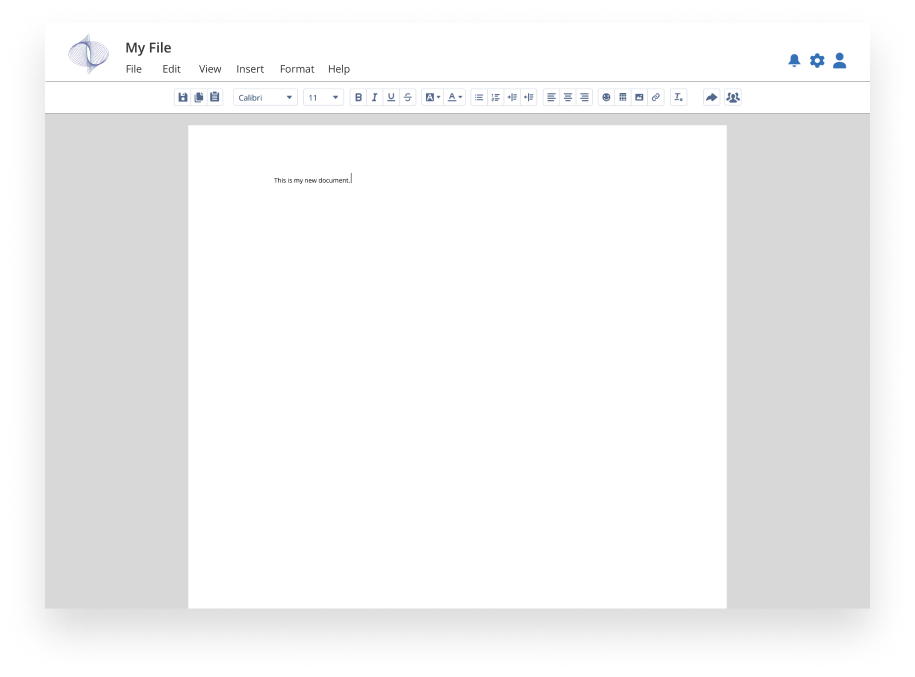 My File
File Edit View Insert Format Help
Calibri 11 B I U S A A
This is my new document.